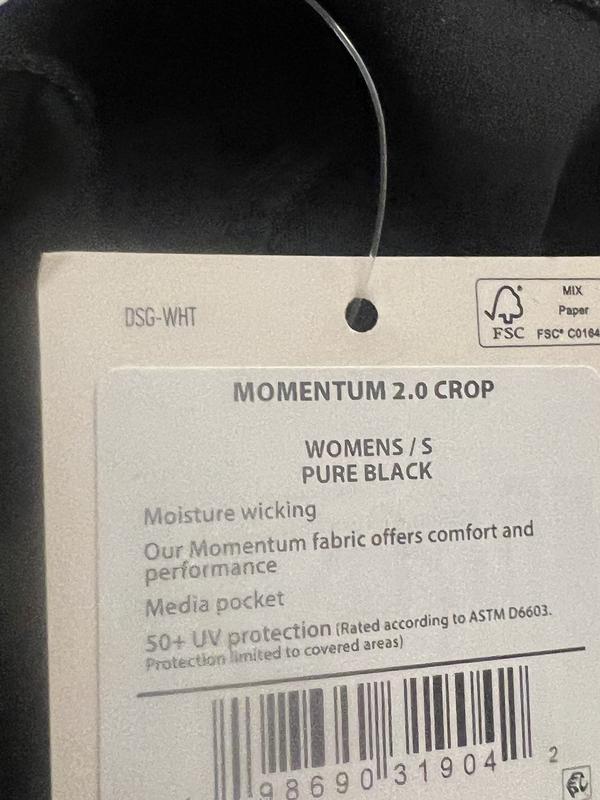 DSG-WHT
MIX
Paper
FSC
FSC® C0164
MOMENTUM 2.0 CROP
WOMENS / S
PURE BLACK
Moisture wicking
Our Momentum fabric offers comfort and
performance
Media pocket
50+ UV protection (Rated according to ASTM D6603.
Protection limited to covered areas)
98690 31904 2